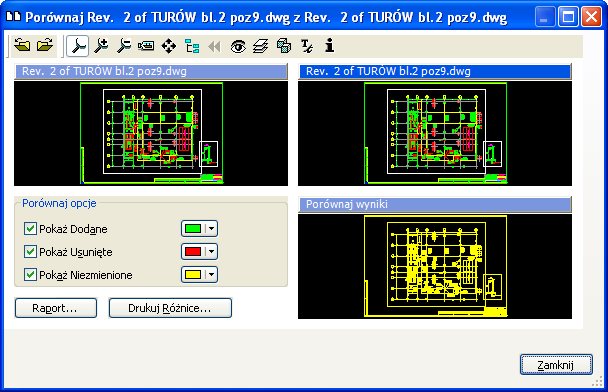 Porównaj Rev.  2 of TURÓW bl.2 poz9.dwg z Rev.  2 of TURÓW bl.2 poz9.dwg
Rev.  2 of TURÓW bl.2 poz9.dwg
Rev.  2 of TURÓW bl.2 poz9.dwg
Porównaj opcje
Pokaż Dodane
Pokaż Usunięte
Pokaż Niezmienione
Porównaj wyniki
Raport...
Drukuj Różnice...
Zamknij